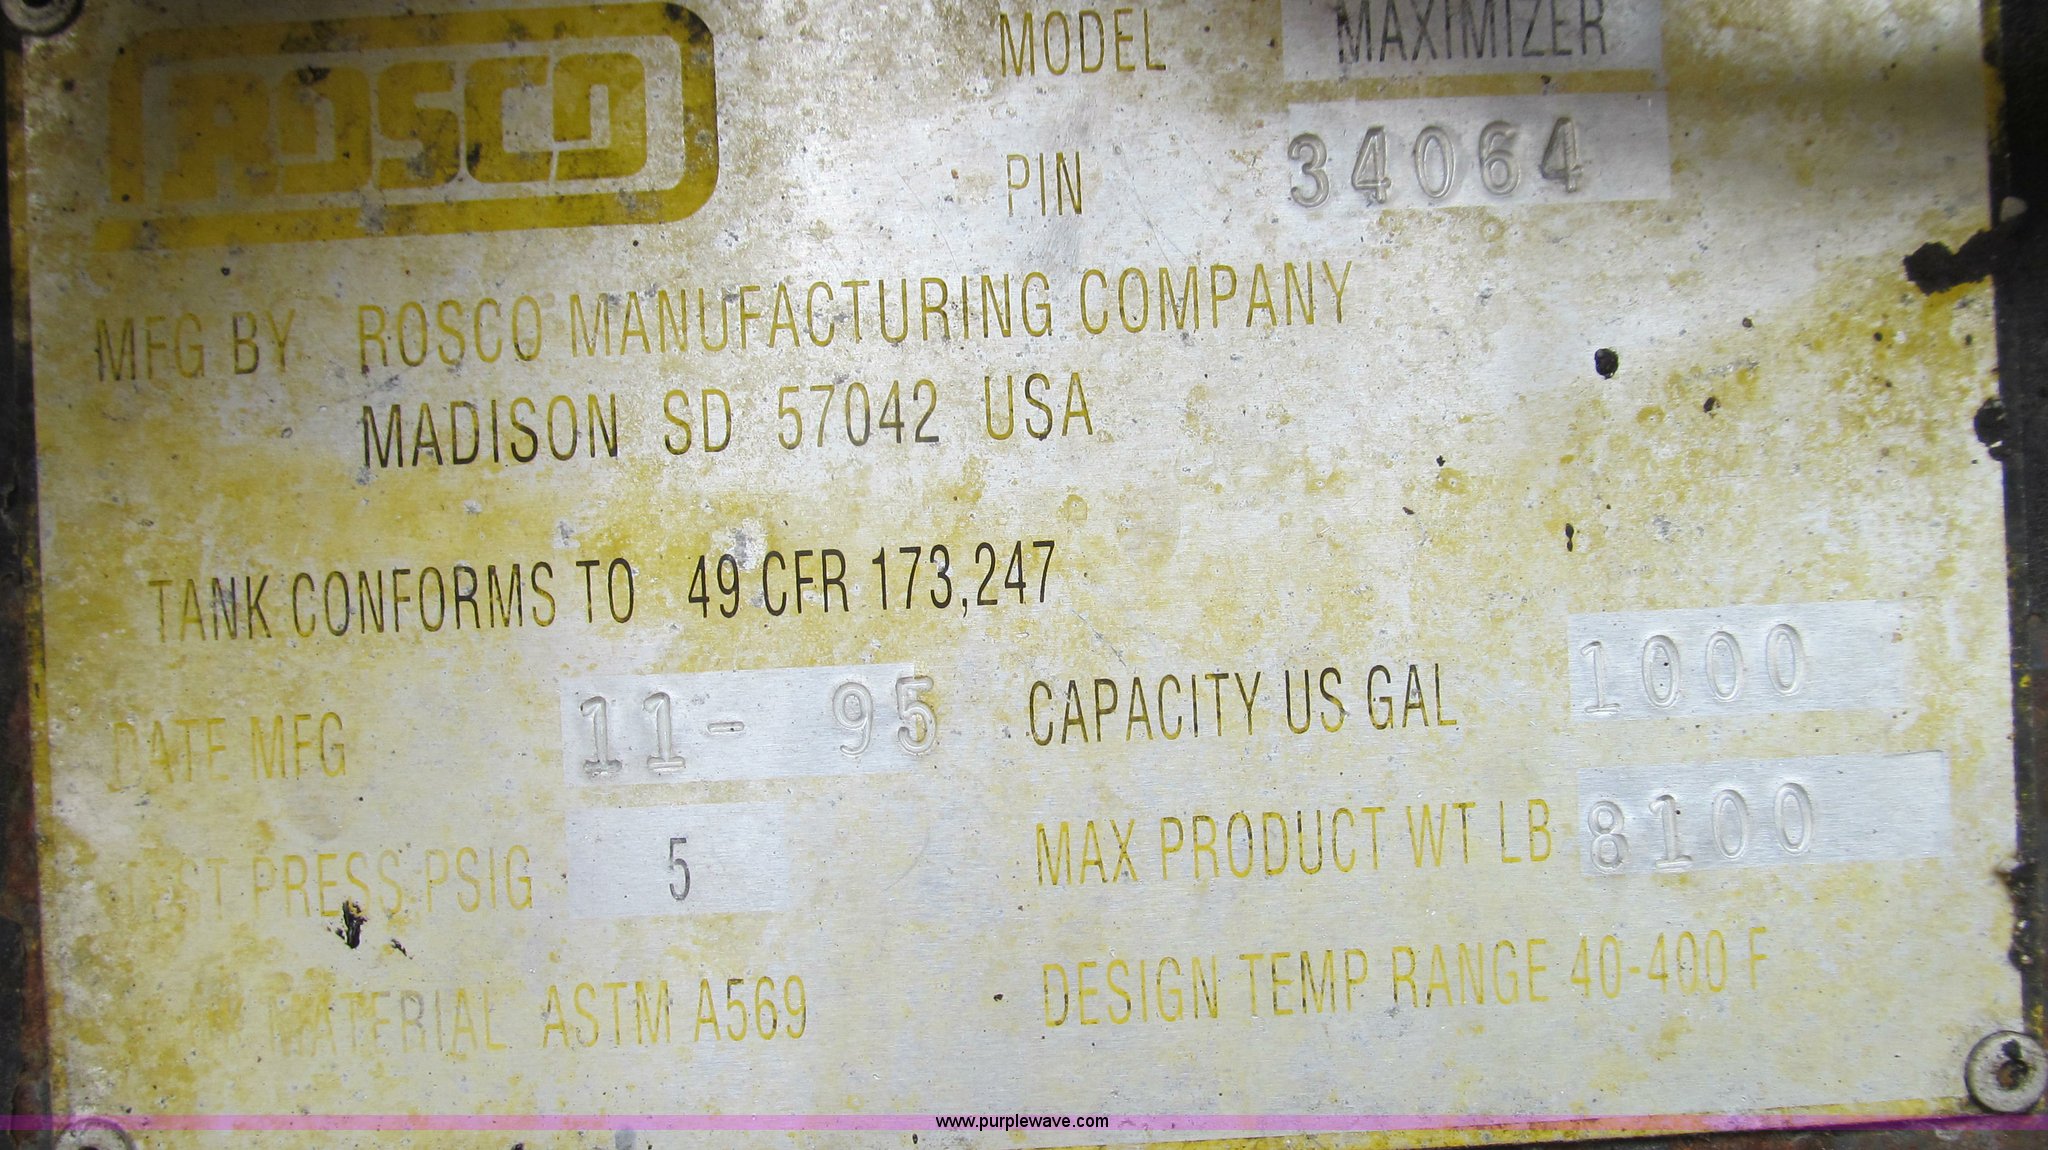 ROSCO
MODEL MAXIMIZER
PIN 34064
MFG BY ROSCO MANUFACTURING COMPANY
MADISON SD 57042 USA
TANK CONFORMS TO 49 CFR 173,247
DATE MFG 11- 95
CAPACITY US GAL 1000
TEST PRESS PSIG 5
MAX PRODUCT WT LB 8100
MATERIAL ASTM A569
DESIGN TEMP RANGE 40-400 F
www.purplewave.com